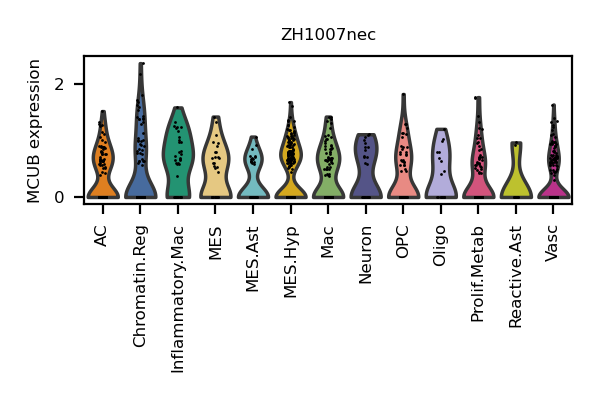 ZH1007nec
MCUB expression
2
0
AC
Chromatin.Reg
Inflammatory.Mac
MES
MES.Ast
MES.Hyp
Mac
Neuron
OPC
Oligo
Prolif.Metab
Reactive.Ast
Vasc